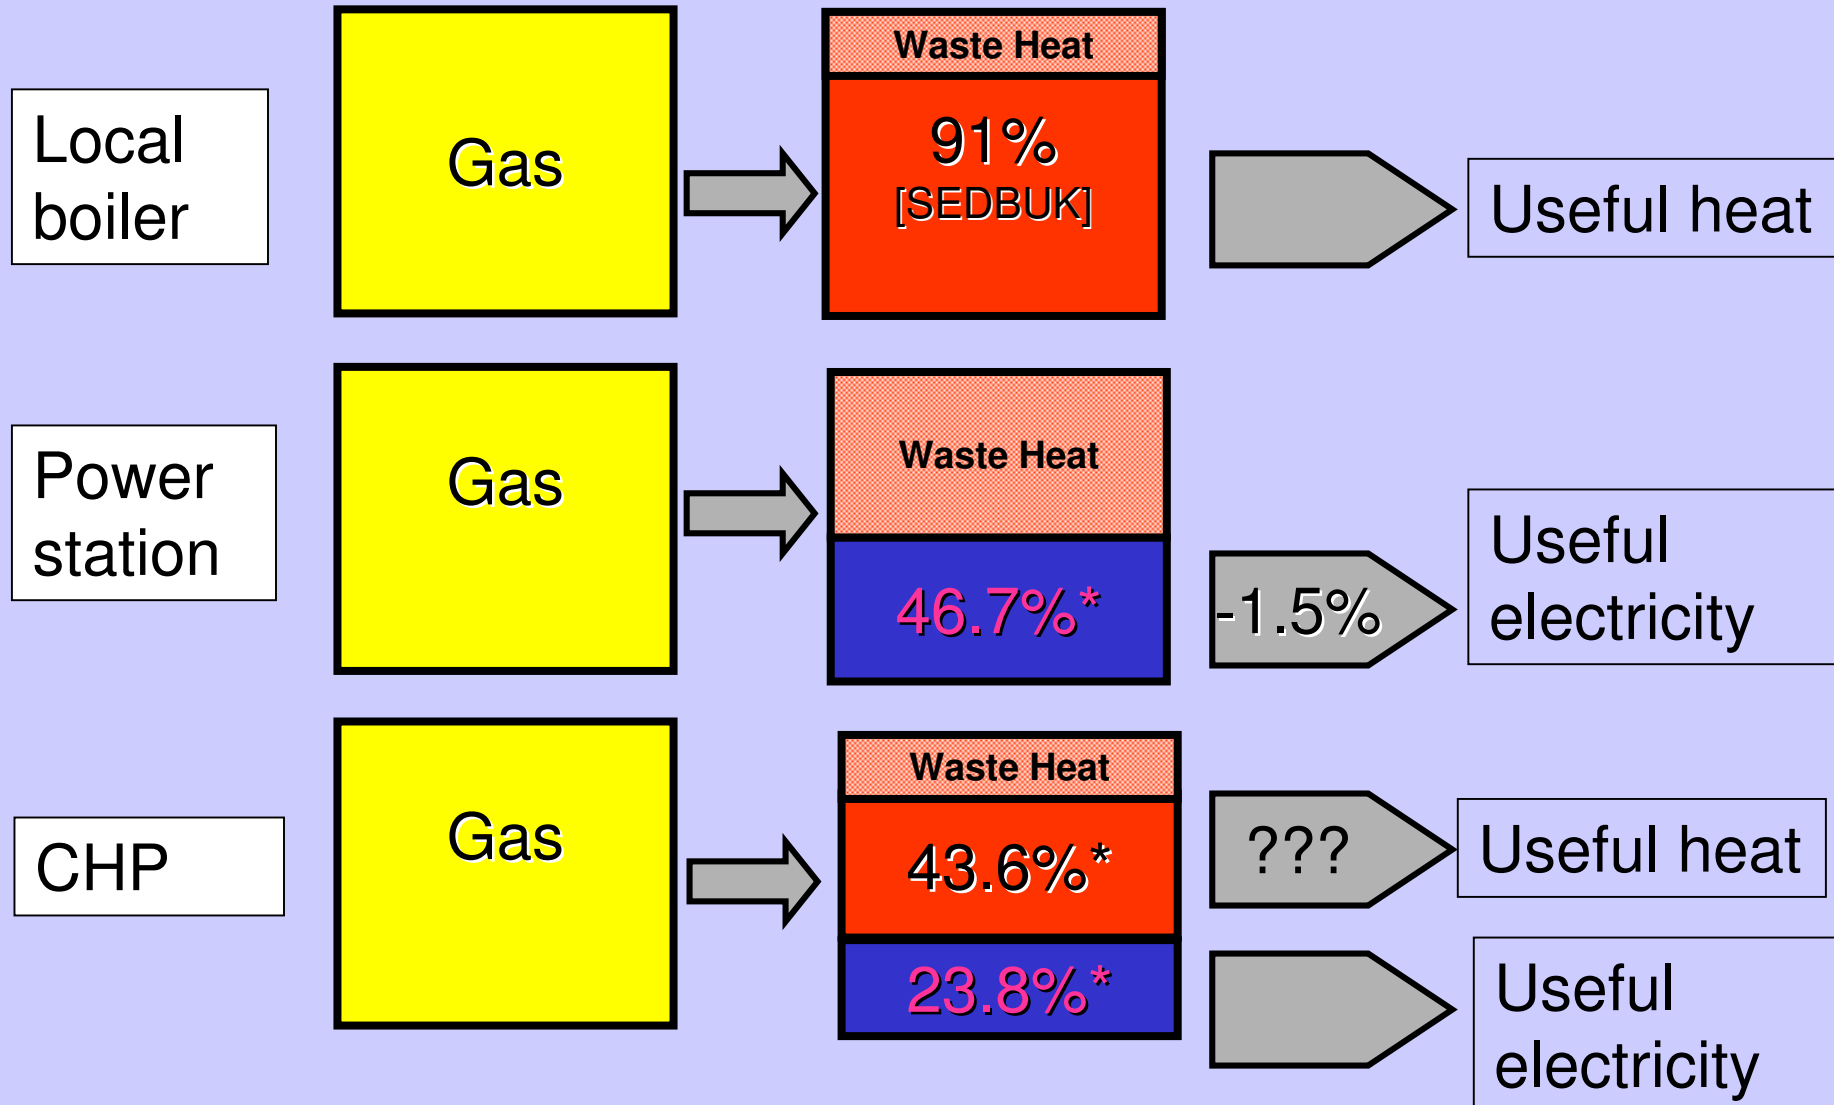 Local
boiler
Gas
Waste Heat
91%
[SEDBUK]
Useful heat
Power
station
Gas
Waste Heat
46.7%*
-1.5%
Useful
electricity
CHP
Gas
Waste Heat
43.6%*
23.8%*
???
Useful heat
Useful
electricity